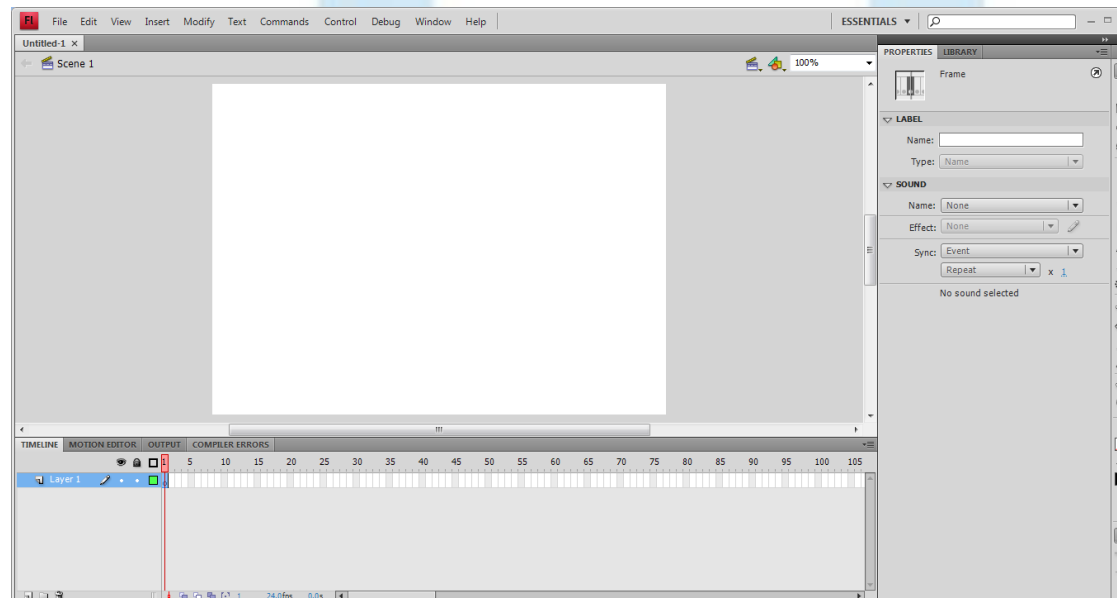 Fl File Edit View Insert Modify Text Commands Control Debug Window Help ESSENTIALS
Untitled-1 ×
Scene 1 100%
PROPERTIES LIBRARY
Frame
LABEL
Name:
Type: Name
SOUND
Name: None
Effect: None
Sync: Event
Repeat x 1
No sound selected
TIMELINE MOTION EDITOR OUTPUT COMPILER ERRORS
1 5 10 15 20 25 30 35 40 45 50 55 60 65 70 75 80 85 90 95 100 105
Layer 1
1 24.0fps 0.0s